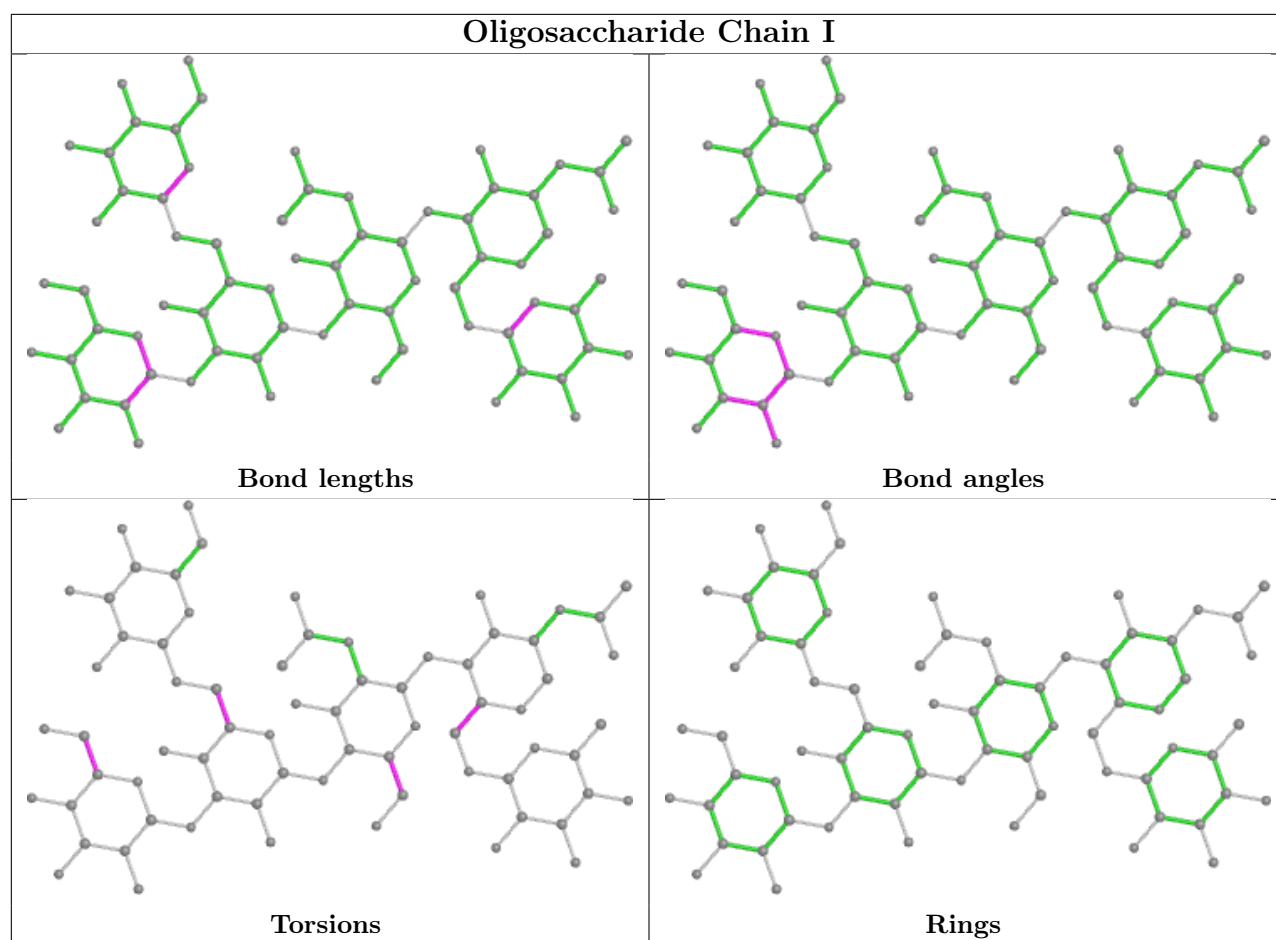 Oligosaccharide Chain I
Bond lengths
Bond angles
Torsions
Rings